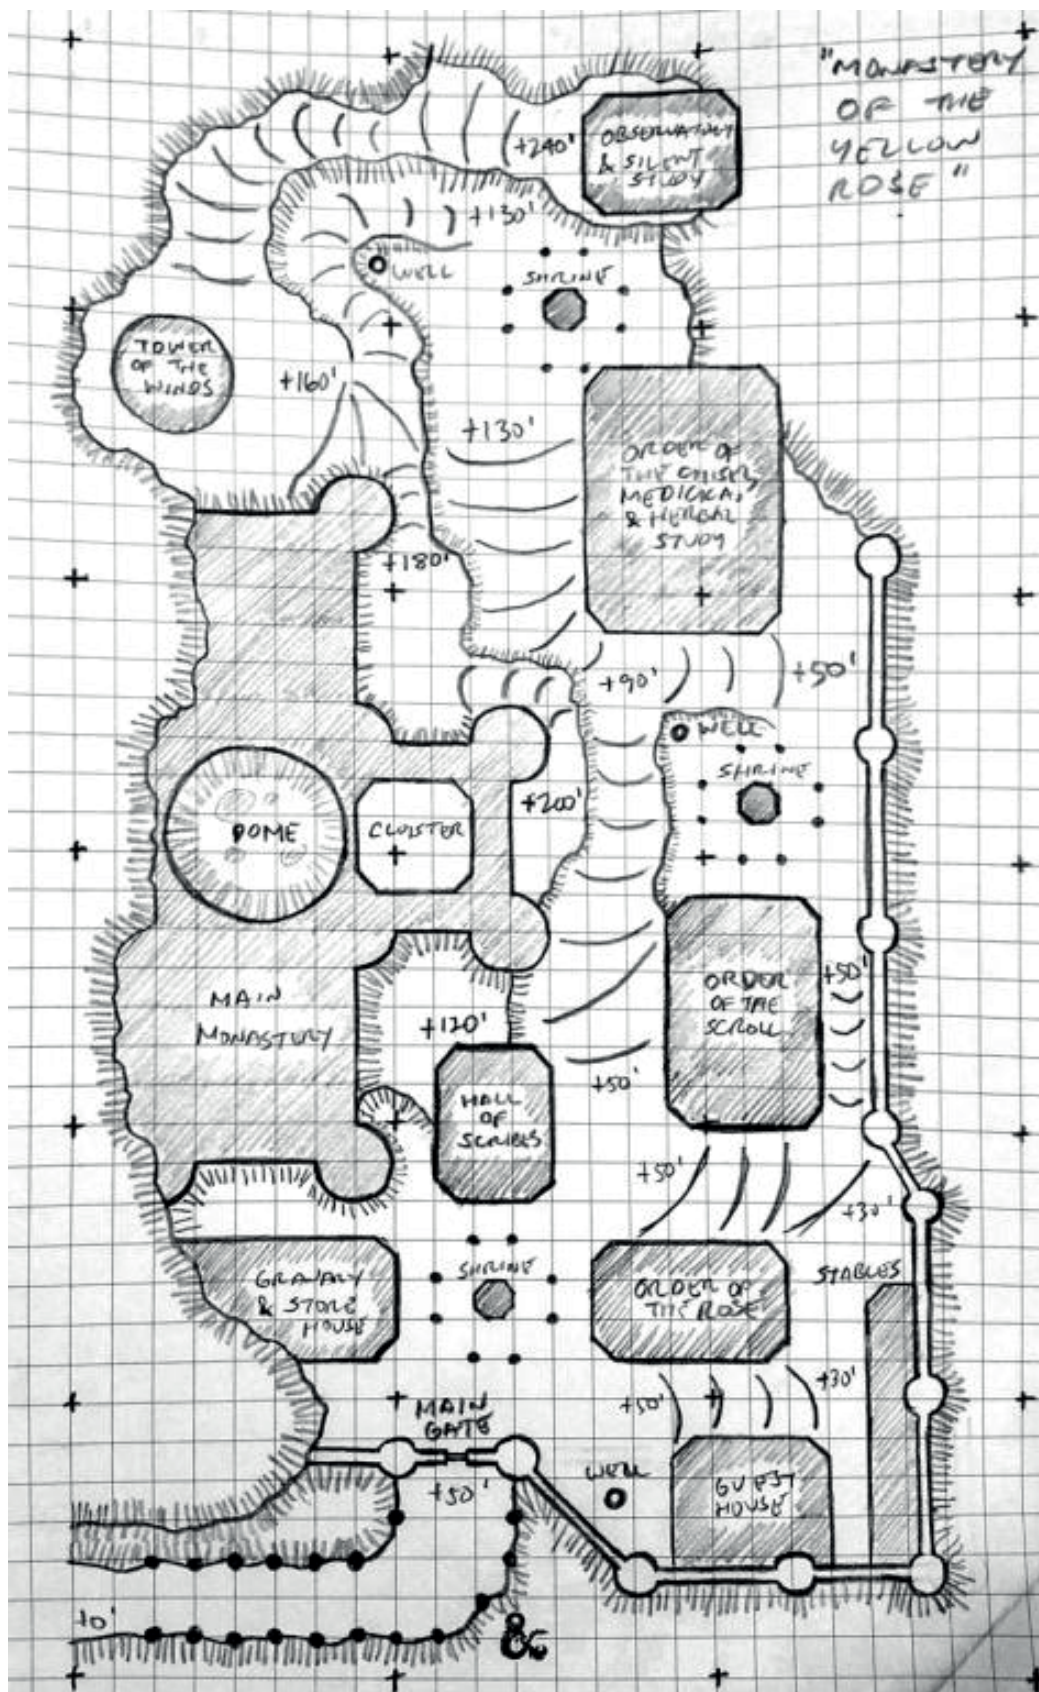 "MONASTERY
OF THE
YELLOW
ROSE"
OBSERVATORY
& SILENT
STUDY
+240'
+130'
WELL
SHRINE
TOWER
OF THE
WINDS
+160'
+130'
ORDER OF
THE
MEDICKAL
& HERBAL
STUDY
+180'
+90'
+50'
WELL
SHRINE
+200'
DOME
CLOISTER
MAIN
MONASTERY
+120'
ORDER
OF THE
SCROLL
+50'
+50'
HALL
OF
SCRIBES
+50'
+30'
STABLES
GRANARY
& STORE
HOUSE
SHRINE
ORDER OF
THE ROSE
MAIN
GATE
+50'
+30'
+50'
WELL
GUEST
HOUSE
+0'